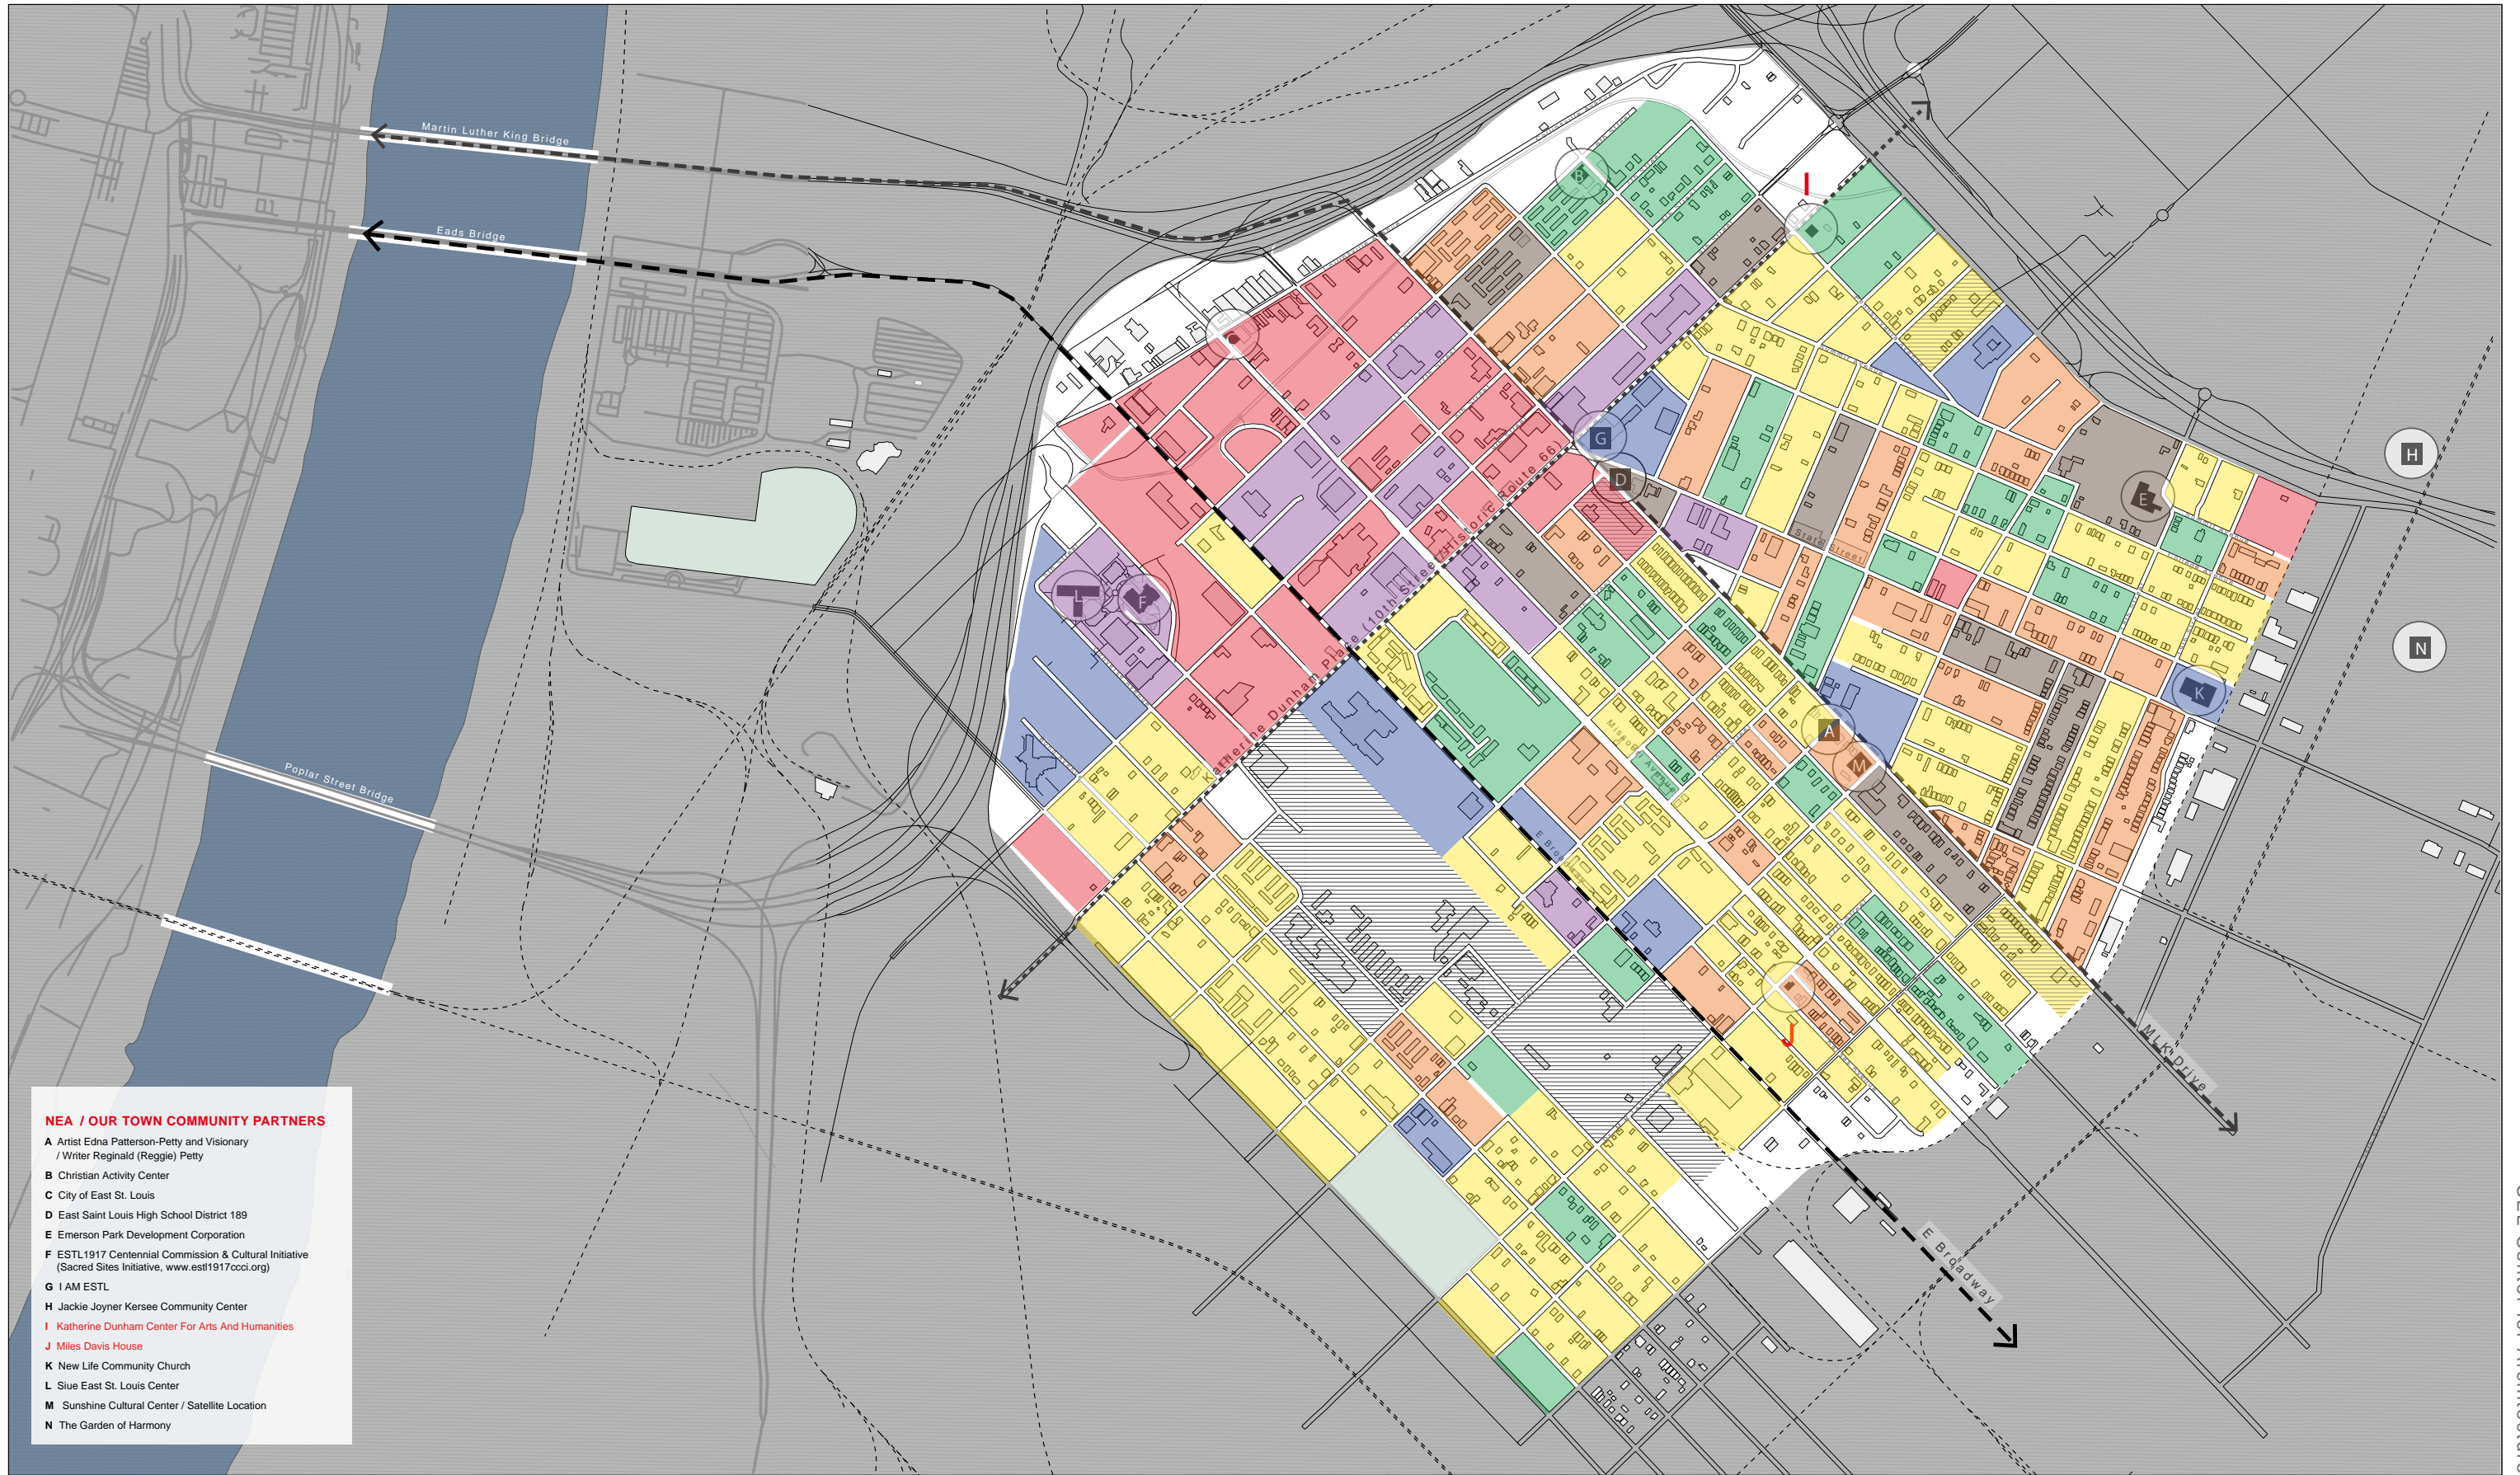 Martin Luther King Bridge
Eads Bridge
Poplar Street Bridge
B
I
G
D
H
E
L
F
N
K
A
M
J
State Street
Missouri Avenue
Katherine Dunham Place (10th Street / Historic Route 66
E Broadway
MLK Drive
E Broadway
NEA / OUR TOWN COMMUNITY PARTNERS
A Artist Edna Patterson-Petty and Visionary
/ Writer Reginald (Reggie) Petty
B Christian Activity Center
C City of East St. Louis
D East Saint Louis High School District 189
E Emerson Park Development Corporation
F ESTL1917 Centennial Commission & Cultural Initiative
(Sacred Sites Initiative, www.estl1917ccci.org)
G I AM ESTL
H Jackie Joyner Kersee Community Center
I Katherine Dunham Center For Arts And Humanities
J Miles Davis House
K New Life Community Church
L Siue East St. Louis Center
M Sunshine Cultural Center / Satellite Location
N The Garden of Harmony